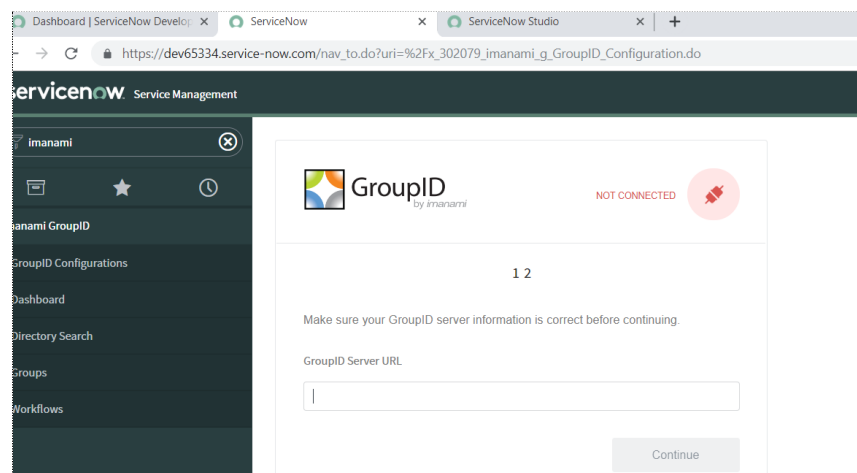 Dashboard | ServiceNow Develop
ServiceNow
ServiceNow Studio
https://dev65334.service-now.com/nav_to.do?uri=%2Fx_302079_imanami_g_GroupID_Configuration.do
servicenow Service Management
imanami
GroupID
by imanami
NOT CONNECTED
manami GroupID
GroupID Configurations
Dashboard
Directory Search
Groups
Workflows
1 2
Make sure your GroupID server information is correct before continuing.
GroupID Server URL
Continue